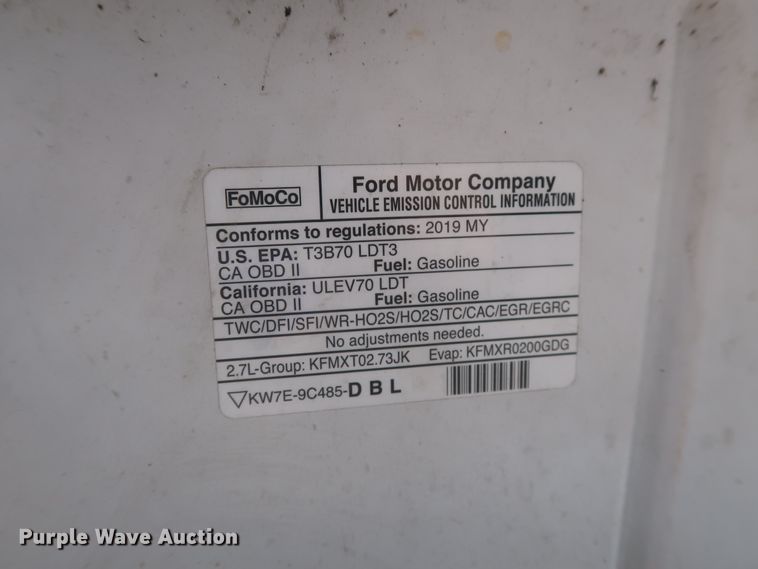 FoMoCo
Ford Motor Company
VEHICLE EMISSION CONTROL INFORMATION
Conforms to regulations: 2019 MY
U.S. EPA: T3B70 LDT3
CA OBD II Fuel: Gasoline
California: ULEV70 LDT
CA OBD II Fuel: Gasoline
TWC/DFI/SFI/WR-HO2S/HO2S/TC/CAC/EGR/EGRC
No adjustments needed.
2.7L-Group: KFMXT02.73JK Evap: KFMXR0200GDG
KW7E-9C485-DBL
Purple Wave Auction